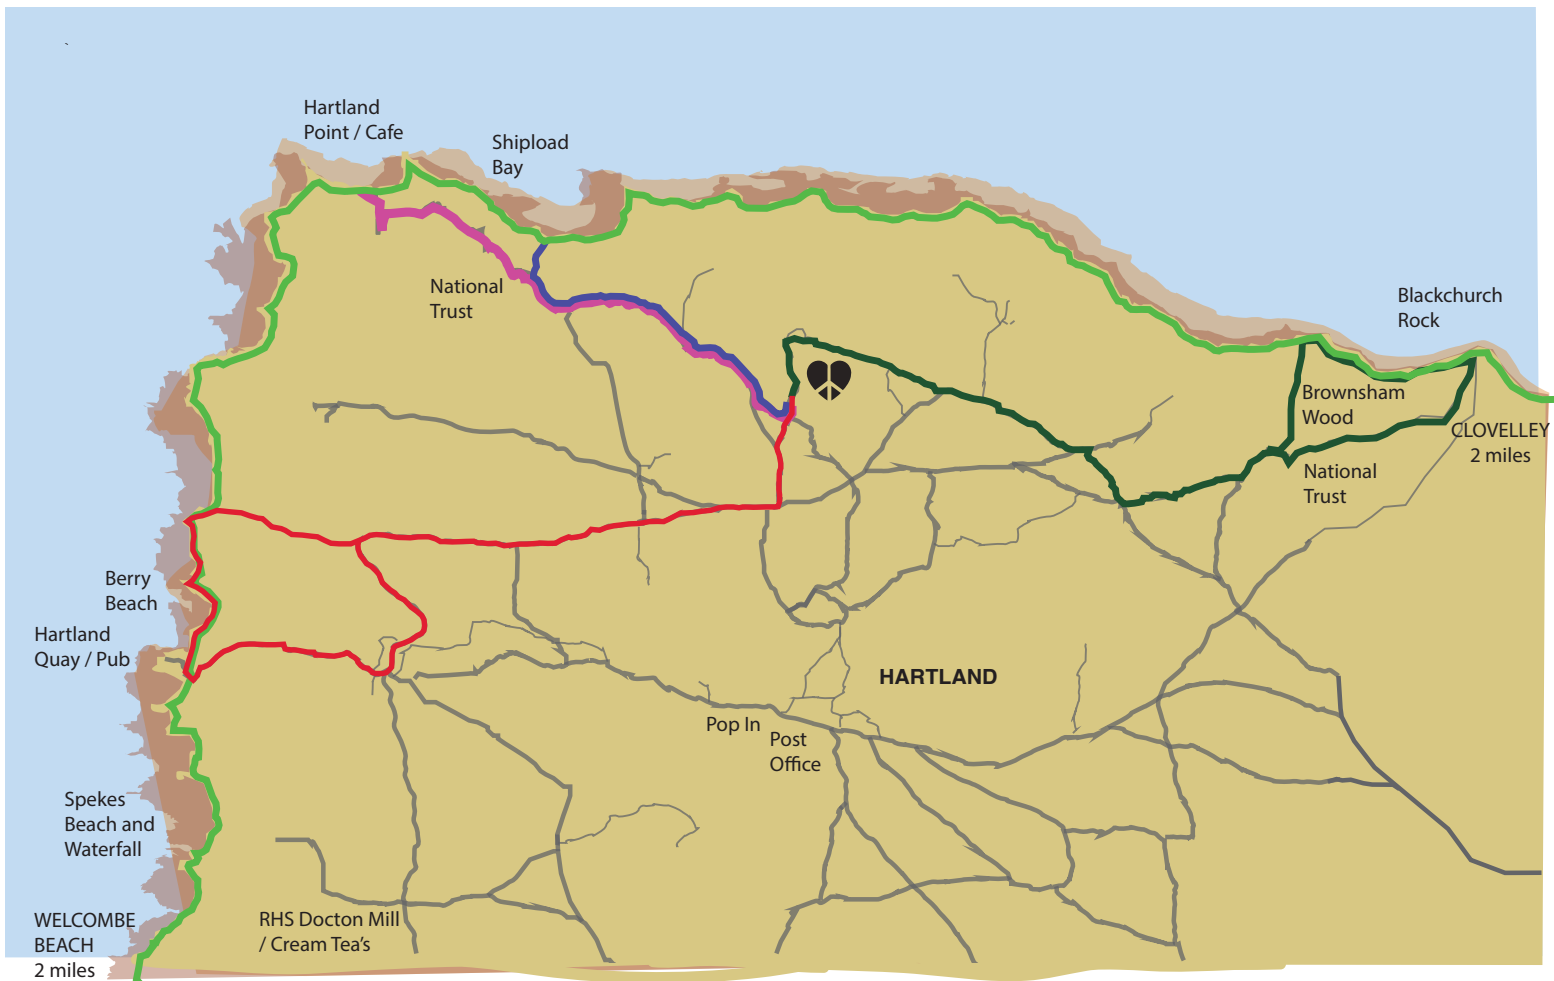 `
Hartland
Point / Cafe
Shipload
Bay
National
Trust
Blackchurch
Rock
Brownsham
Wood
CLOVELLEY
2 miles
National
Trust
Berry
Beach
Hartland
Quay / Pub
HARTLAND
Pop In
Post
Office
Spekes
Beach and
Waterfall
WELCOMBE
BEACH
2 miles
RHS Docton Mill
/ Cream Tea's